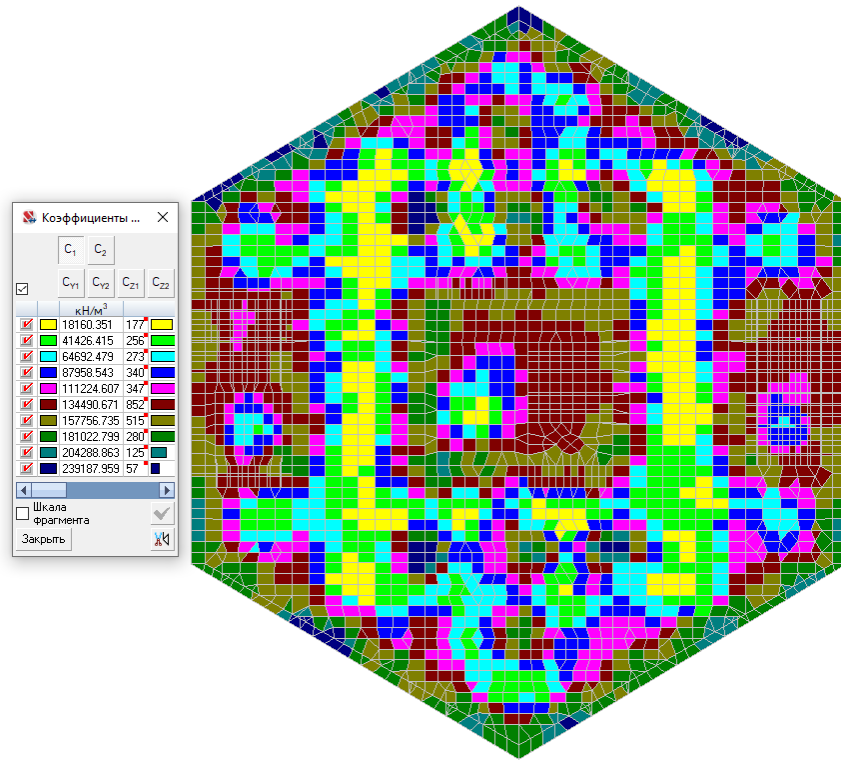 Коэффициенты ...
C1 C2
CY1 CY2 CZ1 CZ2
кН/м³
18160.351 177
41426.415 256
64692.479 273
87958.543 340
111224.607 347
134490.671 852
157756.735 515
181022.799 280
204288.863 125
239187.959 57
Шкала
фрагмента
Закрыть